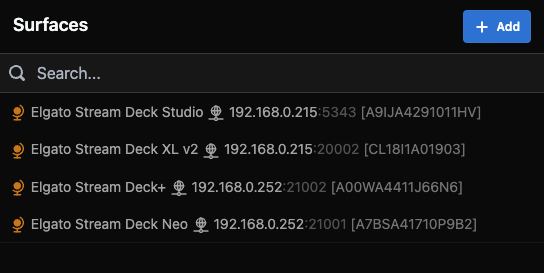 Surfaces
+ Add
Search...
Elgato Stream Deck Studio 192.168.0.215:5343 [A9IJA4291011HV]
Elgato Stream Deck XL v2 192.168.0.215:20002 [CL18I1A01903]
Elgato Stream Deck+ 192.168.0.252:21002 [A00WA4411J66N6]
Elgato Stream Deck Neo 192.168.0.252:21001 [A7BSA41710P9B2]